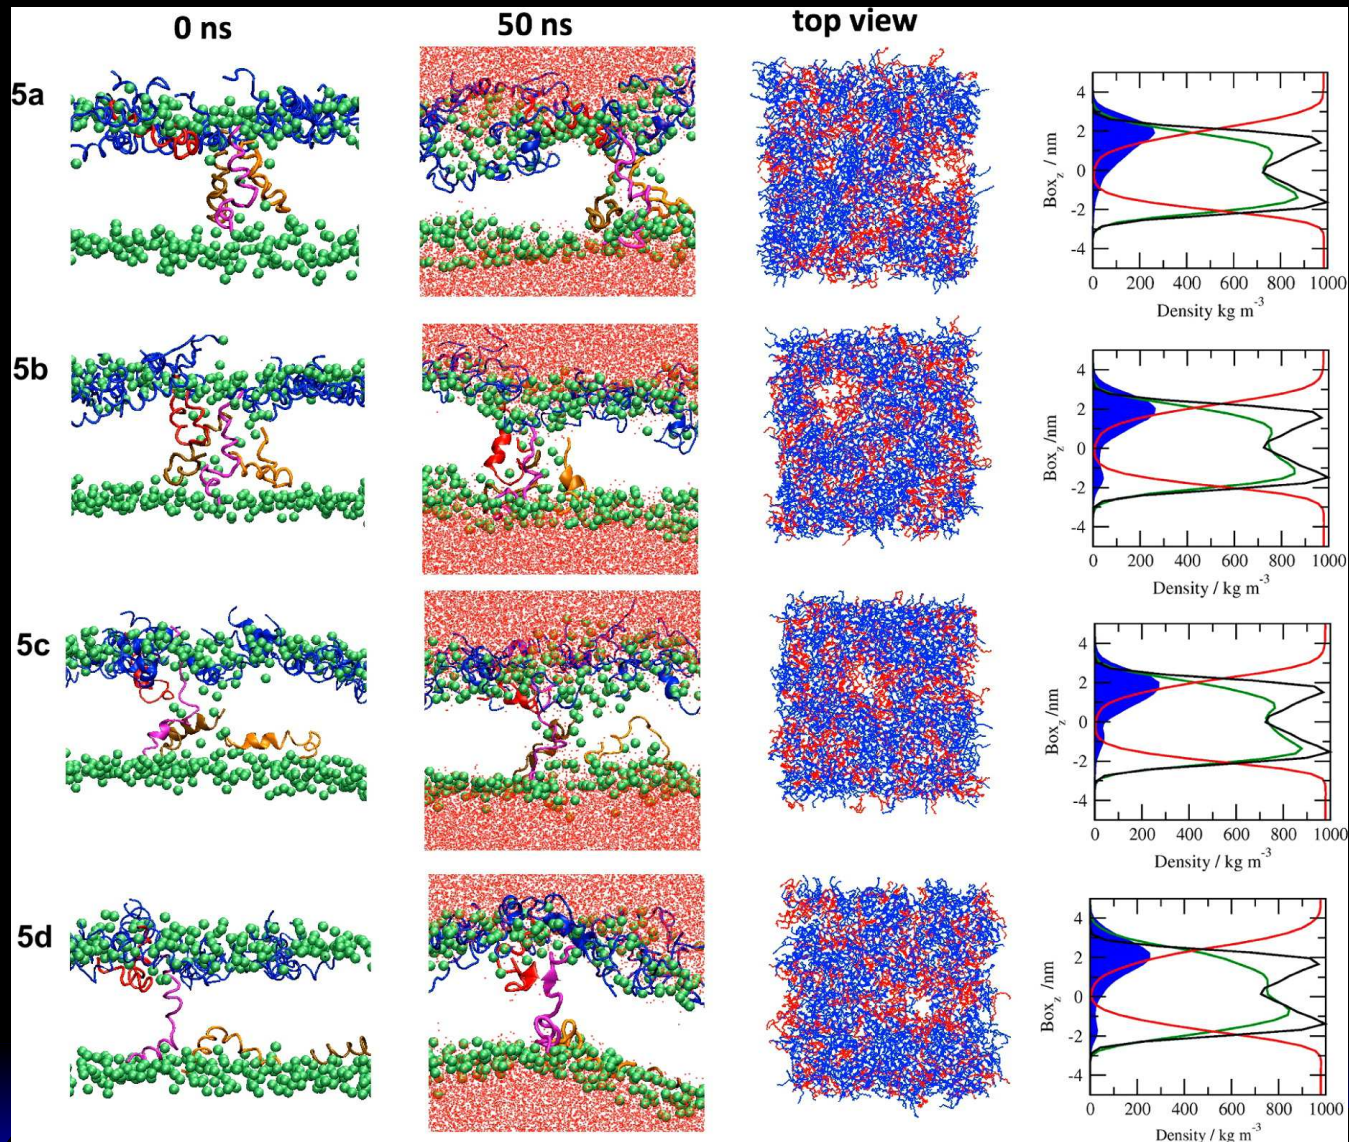 0 ns 50 ns top view
5a
4
2
0
-2
-4
Box_z / nm
0 200 400 600 800 1000
Density kg m^-3
5b
4
2
0
-2
-4
Box_z /nm
0 200 400 600 800 1000
Density / kg m^-3
5c
4
2
0
-2
-4
Box_z /nm
0 200 400 600 800 1000
Density / kg m^-3
5d
4
2
0
-2
-4
Box_z /nm
0 200 400 600 800 1000
Density / kg m^-3